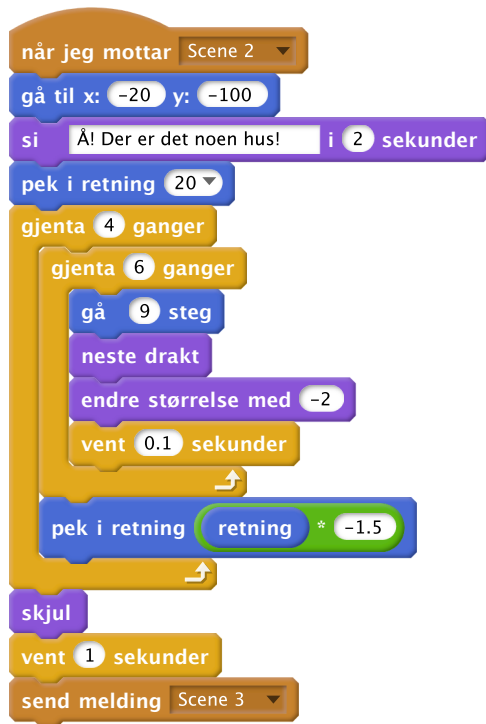 når jeg mottar Scene 2
gå til x: -20 y: -100
si Å! Der er det noen hus! i 2 sekunder
pek i retning 20
gjenta 4 ganger
gjenta 6 ganger
gå 9 steg
neste drakt
endre størrelse med -2
vent 0.1 sekunder
pek i retning retning * -1.5
skjul
vent 1 sekunder
send melding Scene 3